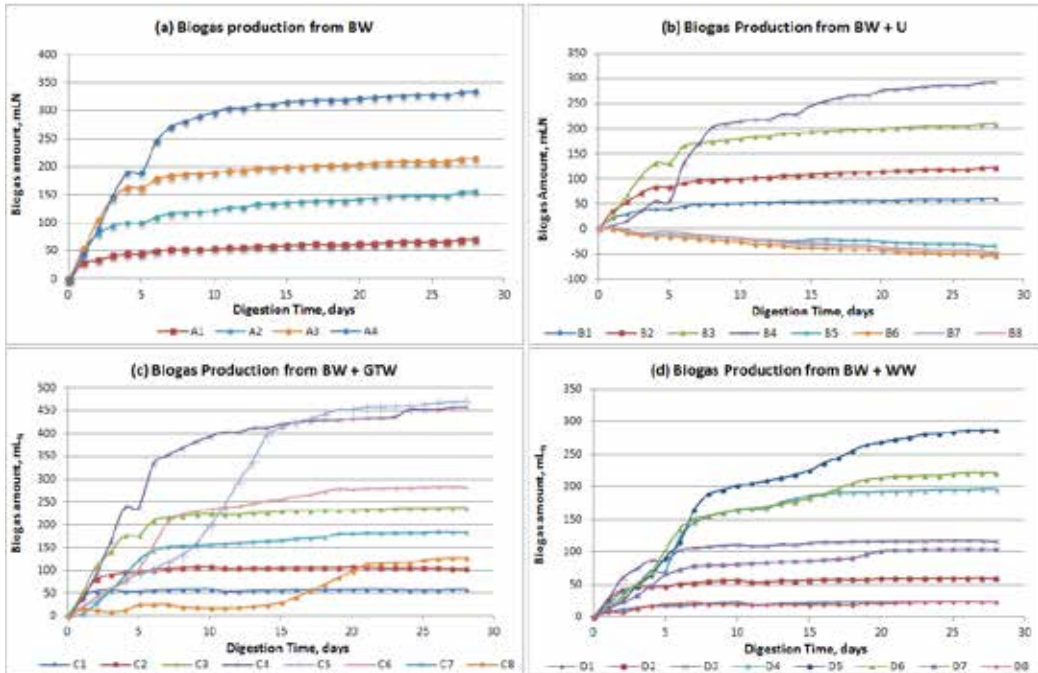 (a) Biogas production from BW
Biogas amount, mLN
400
350
300
250
200
150
100
50
0
0 5 10 15 20 25 30
Digestion Time, days
A1 A2 A3 A4
(b) Biogas Production from BW + U
Biogas Amount, mLN
350
300
250
200
150
100
50
0
-50
-100
0 5 10 15 20 25 30
Digestion Time, days
B1 B2 B3 B4 B5 B6 B7 B8
(c) Biogas Production from BW + GTW
Biogas amount, mLN
500
450
400
350
300
250
200
150
100
50
0
0 5 10 15 20 25 30
Digestion Time, days
C1 C2 C3 C4 C5 C6 C7 C8
(d) Biogas Production from BW + WW
Biogas amount, mLN
350
300
250
200
150
100
50
0
0 5 10 15 20 25 30
Digestion Time, days
D1 D2 D3 D4 D5 D6 D7 D8